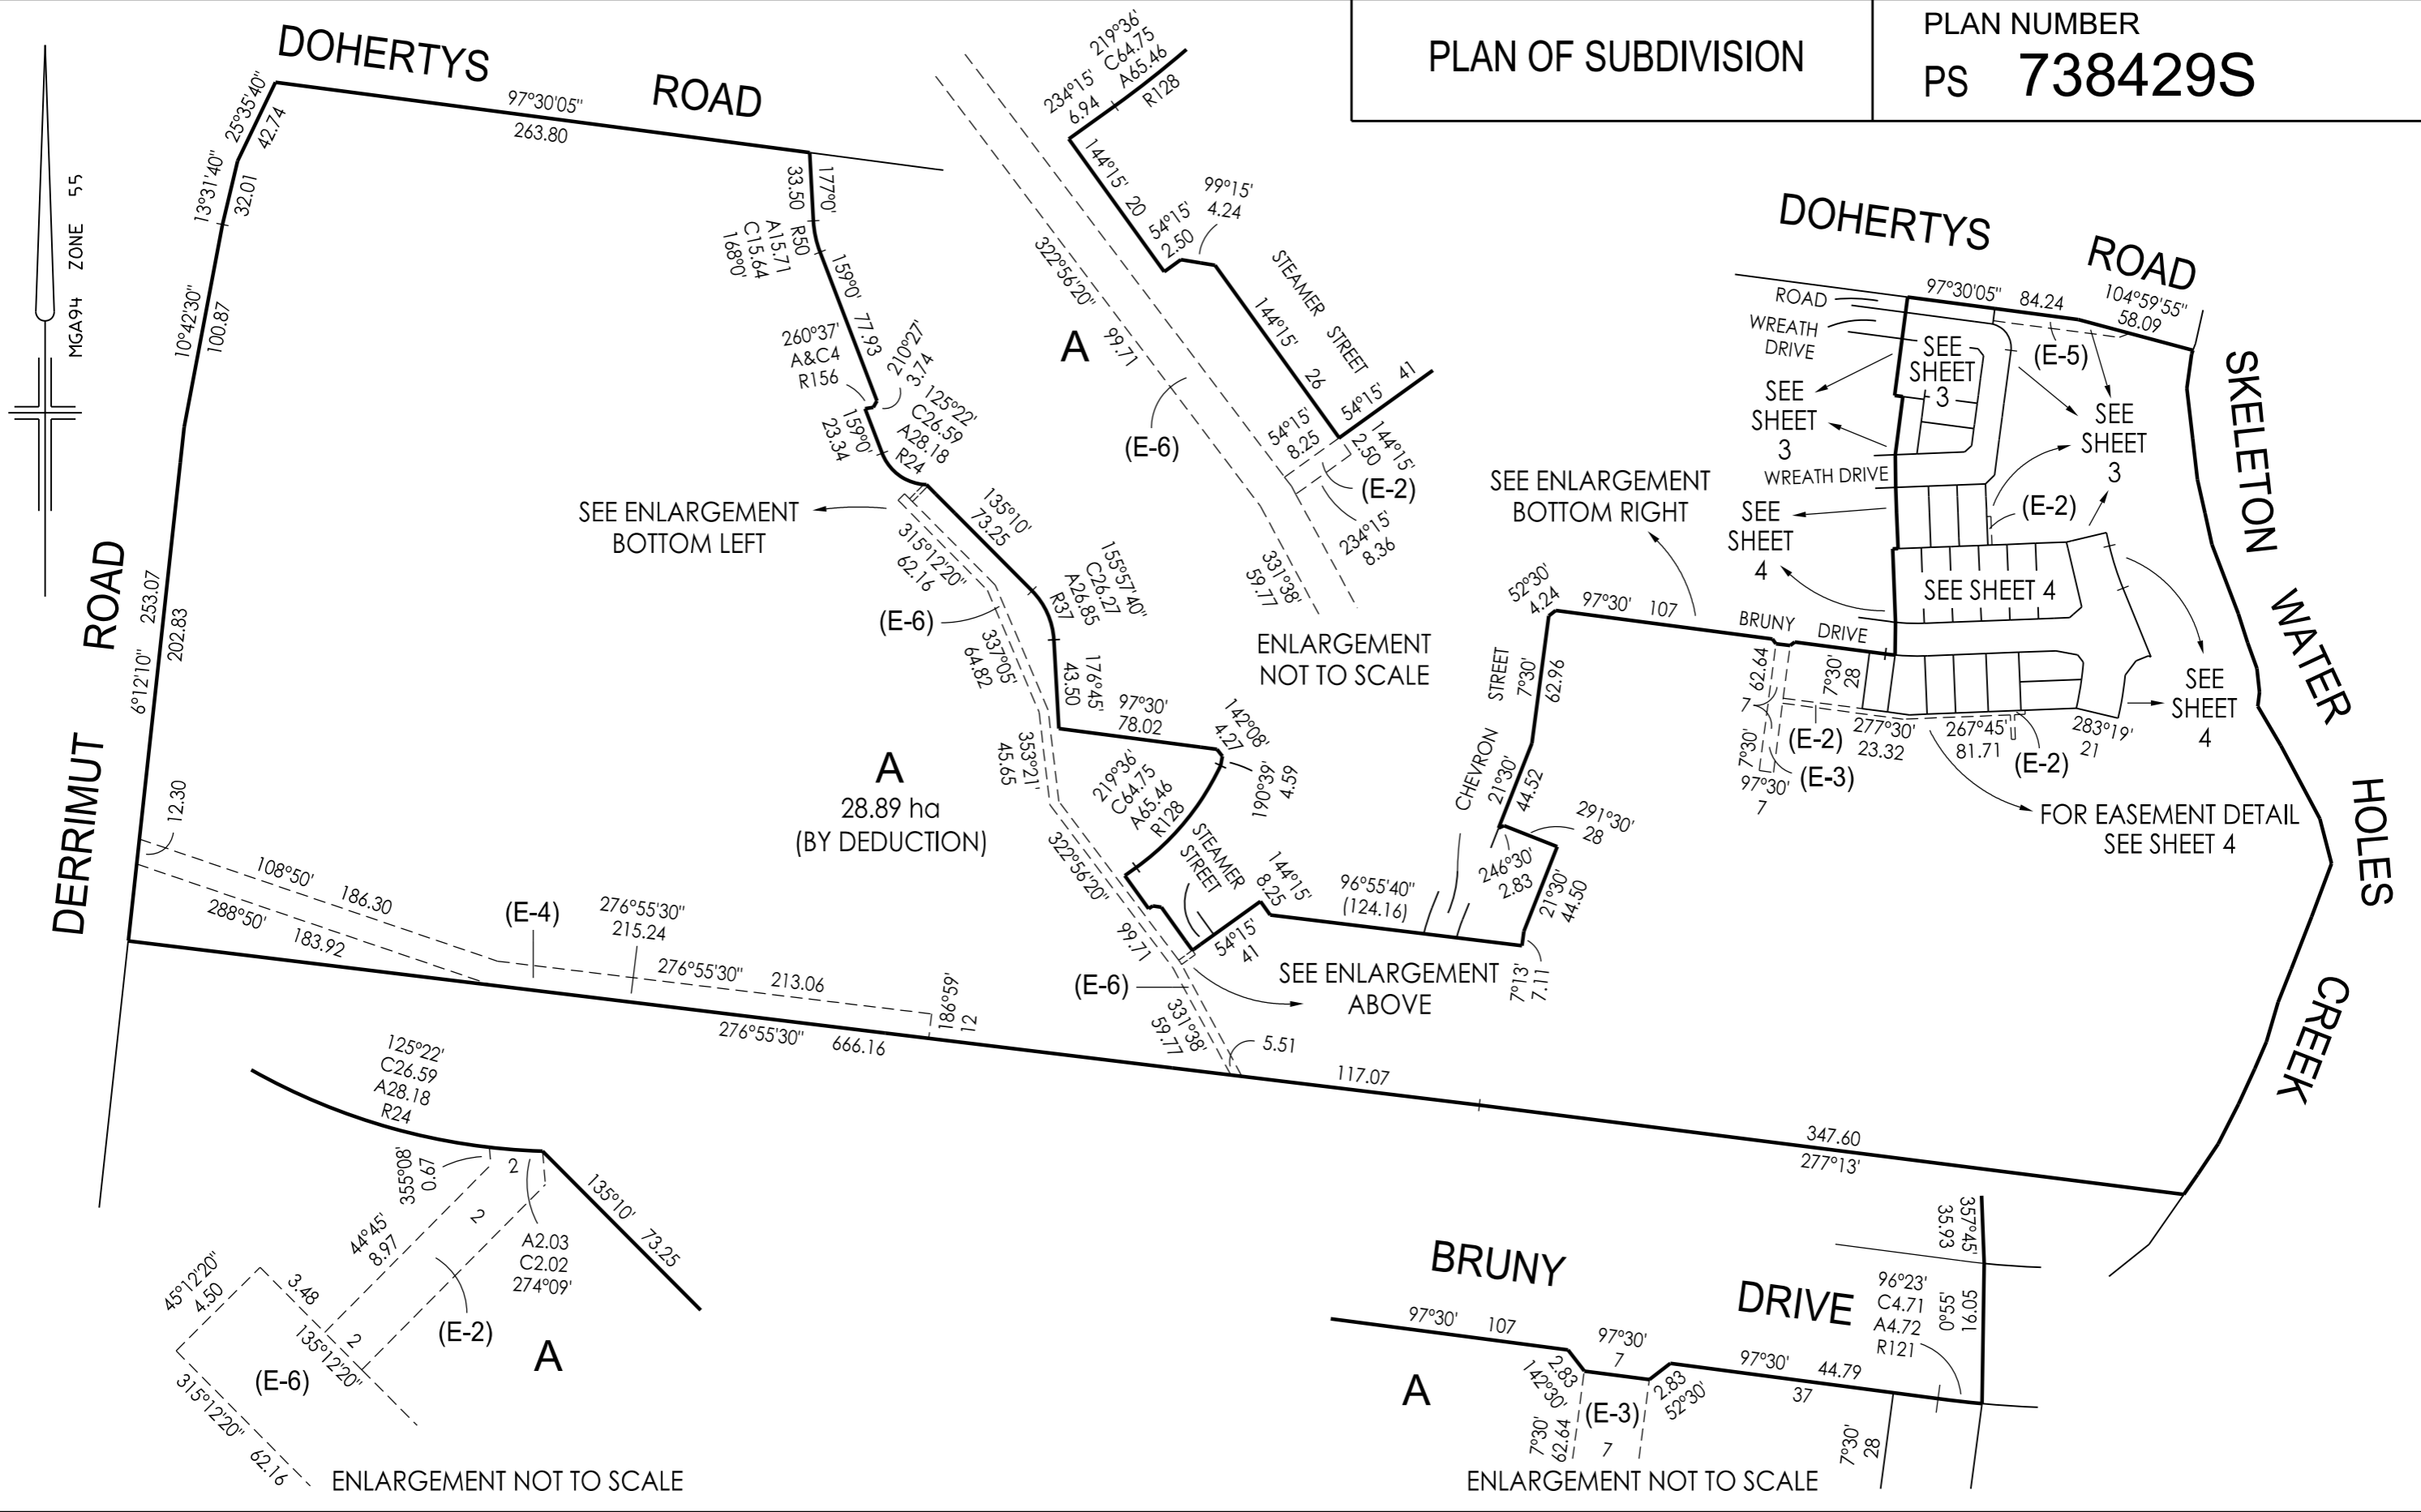 PLAN OF SUBDIVISION
PLAN NUMBER
PS 738429S
MGA94 ZONE 55
DOHERTYS ROAD
97°30'05"
263.80
25°35'40"
42.74
13°31'40"
32.01
10°42'30"
100.87
DERRIMUT ROAD
6°12'10" 253.07
202.83
12.30
177°0'
33.50
R50
A15.71
C15.64
168°0'
159°0' 77.93
260°37'
A&C4
R156
210°27'
3.74
159°0'
23.34
125°22'
C26.59
A28.18
R24
SEE ENLARGEMENT
BOTTOM LEFT
135°10'
73.25
315°12'20"
62.16
(E-6)
155°57'40"
C26.27
A26.85
R37
337°05'
64.82
176°45'
43.50
97°30'
78.02
142°08'
4.27
353°21'
45.65
219°36'
C64.75
A65.46
R128
190°39'
4.59
A
28.89 ha
(BY DEDUCTION)
322°56'20"
99.71
STEAMER
STREET
144°15'
8.25
54°15'
41
96°55'40"
(124.16)
SEE ENLARGEMENT
ABOVE
(E-6)
331°38'
59.77
5.51
117.07
347.60
277°13'
108°50' 186.30
288°50' 183.92
(E-4)
276°55'30"
215.24
276°55'30" 213.06
186°59'
12
276°55'30" 666.16
219°36'
C64.75
A65.46
R128
234°15'
6.94
144°15' 20
54°15'
2.50
99°15'
4.24
STEAMER STREET
144°15' 26
322°56'20"
99.71
A
(E-6)
54°15'
8.25
54°15' 41
144°15'
2.50
(E-2)
234°15'
8.36
331°38'
59.77
ENLARGEMENT
NOT TO SCALE
DOHERTYS ROAD
97°30'05" 84.24
104°59'55"
58.09
ROAD
WREATH
DRIVE
SEE
SHEET
3
(E-5)
SEE
SHEET
3
SEE
SHEET
3
WREATH DRIVE
SEE
SHEET
4
(E-2)
SEE SHEET 4
SEE
SHEET
4
SKELETON WATER HOLES CREEK
SEE ENLARGEMENT
BOTTOM RIGHT
52°30'
4.24
97°30' 107
BRUNY DRIVE
CHEVRON STREET
7°30'
62.96
21°30'
44.52
291°30'
28
246°30'
2.83
21°30'
44.50
7°13'
7.11
62.64
7
7°30'
97°30'
7
7°30'
28
(E-2)
(E-3)
277°30'
23.32
267°45'
81.71
(E-2)
283°19'
21
FOR EASEMENT DETAIL
SEE SHEET 4
125°22'
C26.59
A28.18
R24
355°08'
0.67
2
44°45'
8.97
2
A2.03
C2.02
274°09'
135°10' 73.25
45°12'20"
4.50
3.48
2
135°12'20"
(E-2)
A
(E-6)
315°12'20" 62.16
ENLARGEMENT NOT TO SCALE
BRUNY DRIVE
357°45'
35.93
97°30' 107
2.83
142°30'
97°30'
7
2.83
52°30'
97°30' 44.79
37
96°23'
C4.71
A4.72
R121
0°55'
16.05
A
7°30'
62.64
(E-3)
7
7°30'
28
ENLARGEMENT NOT TO SCALE